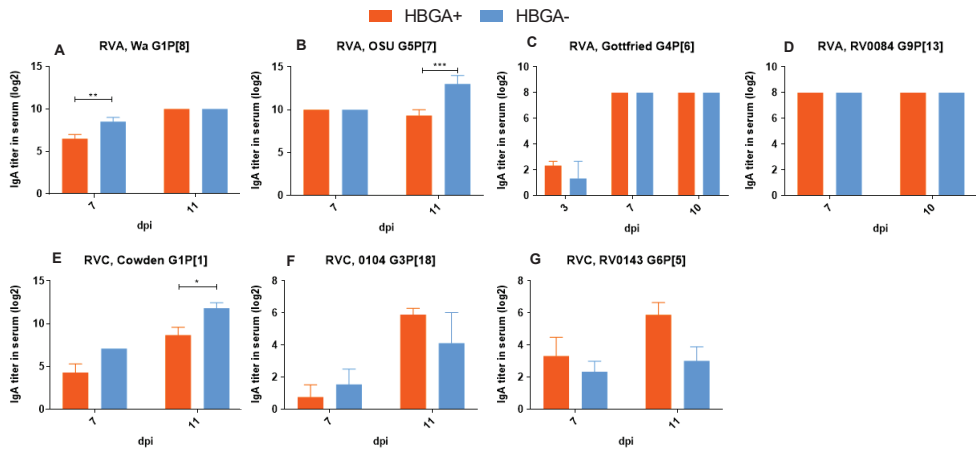 HBGA+ HBGA-
A RVA, Wa G1P[8]
IgA titer in serum (log2)
15
10
5
0
**
7 11
dpi
B RVA, OSU G5P[7]
IgA titer in serum (log2)
15
10
5
0
***
7 11
dpi
C RVA, Gottfried G4P[6]
IgA titer in serum (log2)
10
8
6
4
2
0
3 7 10
dpi
D RVA, RV0084 G9P[13]
IgA titer in serum (log2)
10
8
6
4
2
0
7 10
dpi
E RVC, Cowden G1P[1]
IgA titer in serum (log2)
15
10
5
0
*
7 11
dpi
F RVC, 0104 G3P[18]
IgA titer in serum (log2)
8
6
4
2
0
7 11
dpi
G RVC, RV0143 G6P[5]
IgA titer in serum (log2)
8
6
4
2
0
7 11
dpi